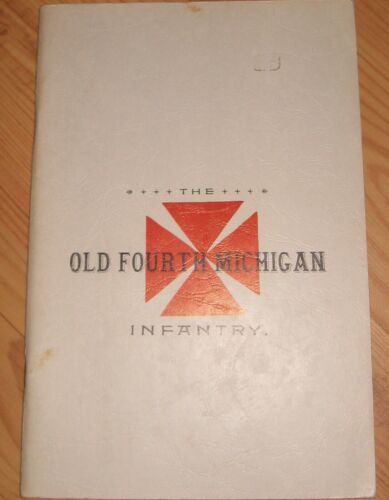 THE
OLD FOURTH MICHIGAN
INFANTRY.